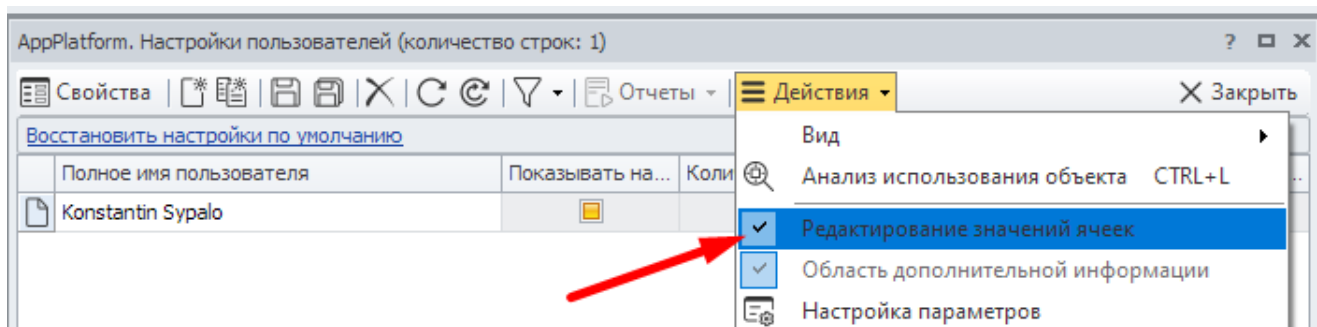 AppPlatform. Настройки пользователей (количество строк: 1)
Свойства Отчеты Действия Закрыть
Восстановить настройки по умолчанию
Вид
Полное имя пользователя Показывать на... Коли
Анализ использования объекта CTRL+L
Konstantin Sypalo
Редактирование значений ячеек
Область дополнительной информации
Настройка параметров